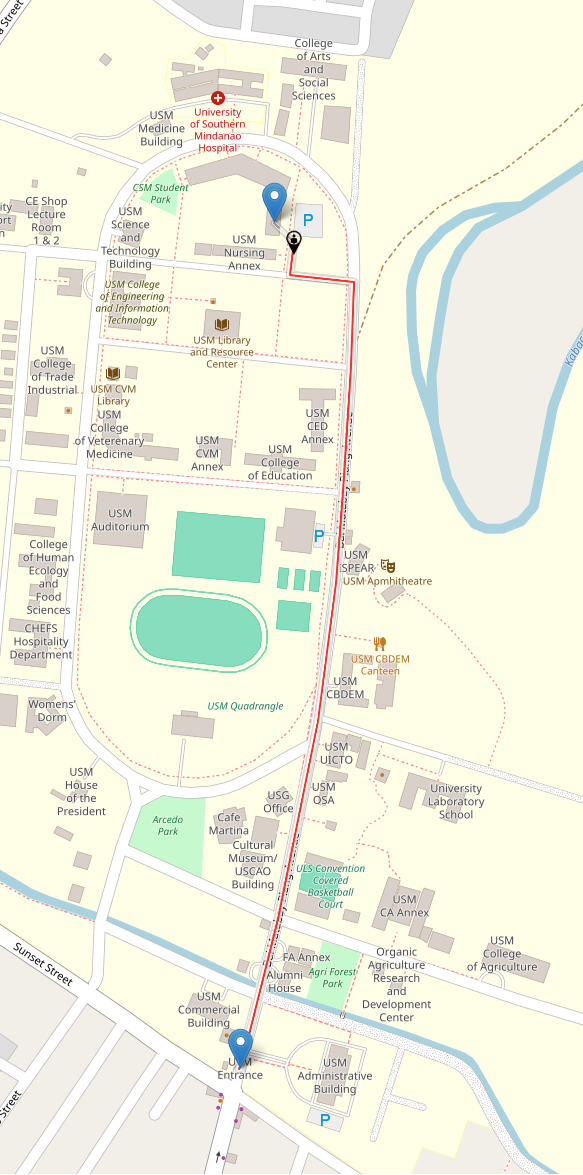 College
of Arts
and
Social
Sciences
USM
Medicine
Building
University
of Southern
Mindanao
Hospital
CSM Student
Park
CE Shop
Lecture
Room
1 & 2
USM
Science
and
Technology
Building
P
USM
Nursing
Annex
USM College
of Engineering
and Information
Technology
USM Library
and Resource
Center
USM
College
of Trade
Industrial
USM CVM
Library
USM
College
of Veterenary
Medicine
USM
CVM
Annex
USM
CED
Annex
USM
College
of Education
USM
Auditorium
P
USM
ESPEAR
USM Apmhitheatre
College
of Human
Ecology
and
Food
Sciences
CHEFS
Hospitality
Department
USM CBDEM
Canteen
USM
CBDEM
Womens'
Dorm
USM Quadrangle
USM
UICTO
USM
House
of the
President
USG
Office
USM
OSA
University
Laboratory
School
Arcedo
Park
Cafe
Martina
Cultural
Museum/
USCAO
Building
UES Convention
Covered
Basketball
Court
USM
CA Annex
Sunset Street
FA Annex
Alumni
House
Agri Forest
Park
Organic
Agriculture
Research
and
Development
Center
USM
College
of Agriculture
USM
Commercial
Building
USM
Entrance
USM
Administrative
Building
P
Street